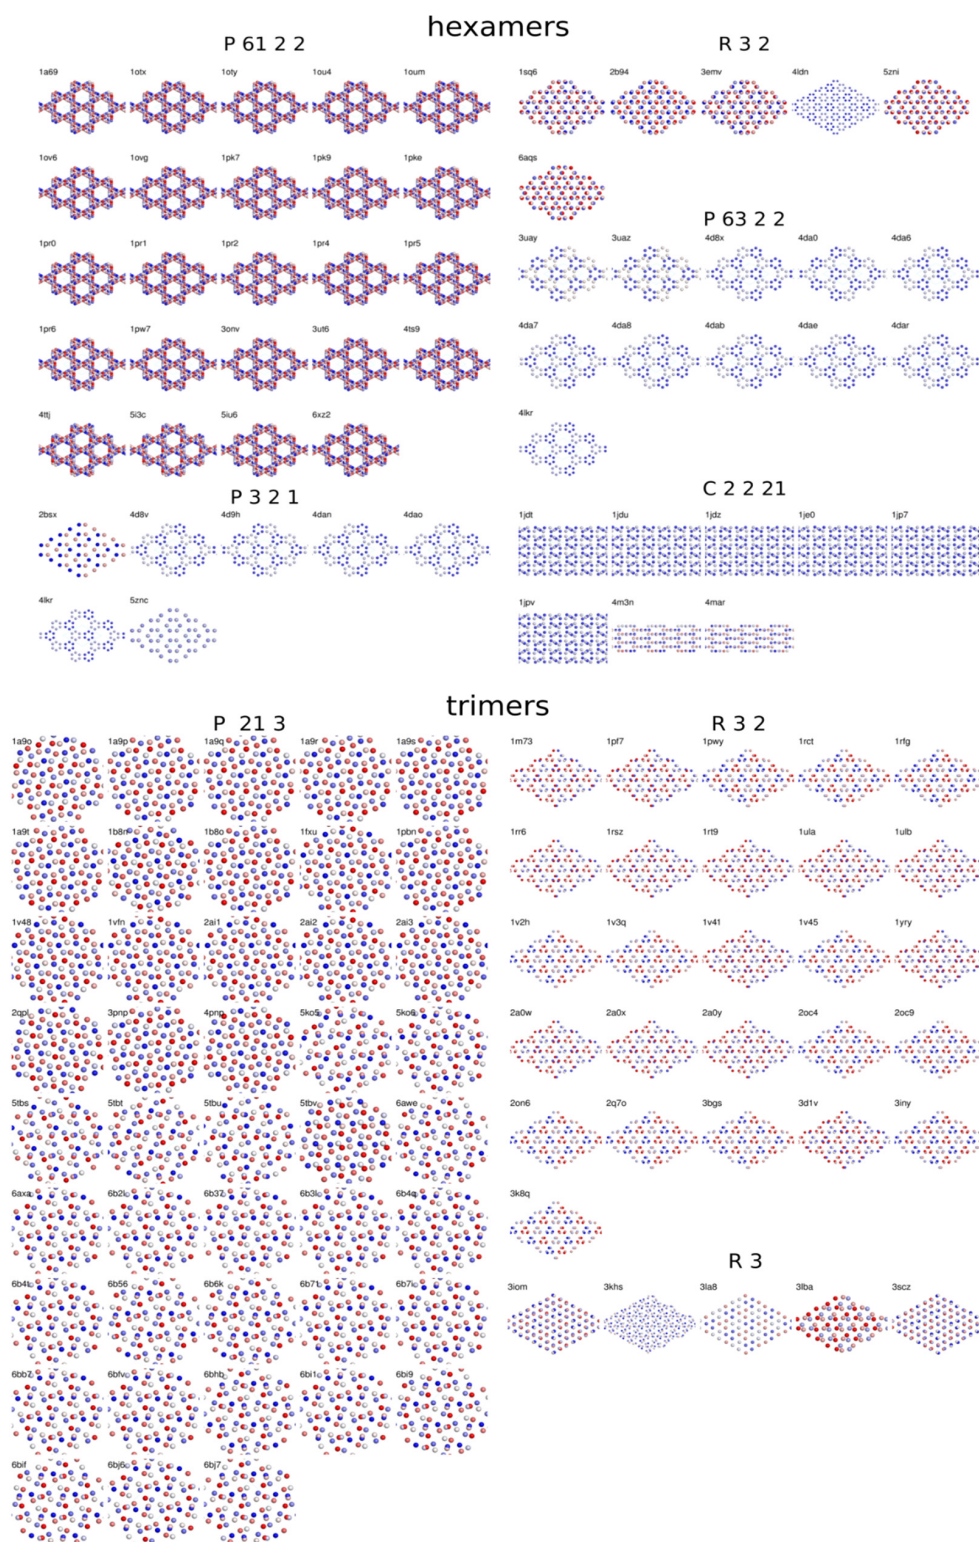 hexamers
P 61 2 2
1a69 1otx 1oty 1ou4 1oum
1ov6 1ovg 1pk7 1pk9 1pke
1pr0 1pr1 1pr2 1pr4 1pr5
1pr6 1pw7 3onv 3ut6 4ts9
4ttj 5i3c 5iu6 6xz2
R 3 2
1sq6 2b94 3emv 4ldn 5zni
6aqs
P 63 2 2
3uay 3uaz 4d8x 4da0 4da6
4da7 4da8 4dab 4dae 4dar
4lkr
P 3 2 1
2bsx 4d8v 4d9h 4dan 4dao
4lkr 5znc
C 2 2 21
1jdt 1jdu 1jdz 1je0 1jp7
1jpv 4m3n 4mar
trimers
P 21 3
1a9o 1a9p 1a9q 1a9r 1a9s
1a9t 1b8n 1b8o 1fxu 1pbn
1v48 1vfn 2ai1 2ai2 2ai3
2qpl 3pnp 4pnp 5ko5 5ko6
5tbs 5tbt 5tbu 5tbv 6awe
6axa 6b2l 6b37 6b3l 6b4q
6b4t 6b56 6b6k 6b71 6b7i
6bb7 6bfv 6bhb 6bi1 6bi9
6bif 6bj6 6bj7
R 3 2
1m73 1pf7 1pwy 1rct 1rfg
1rr6 1rsz 1rt9 1ula 1ulb
1v2h 1v3q 1v41 1v45 1yry
2a0w 2a0x 2a0y 2oc4 2oc9
2on6 2q7o 3bgs 3d1v 3iny
3k8q
R 3
3iom 3khs 3la8 3lba 3scz